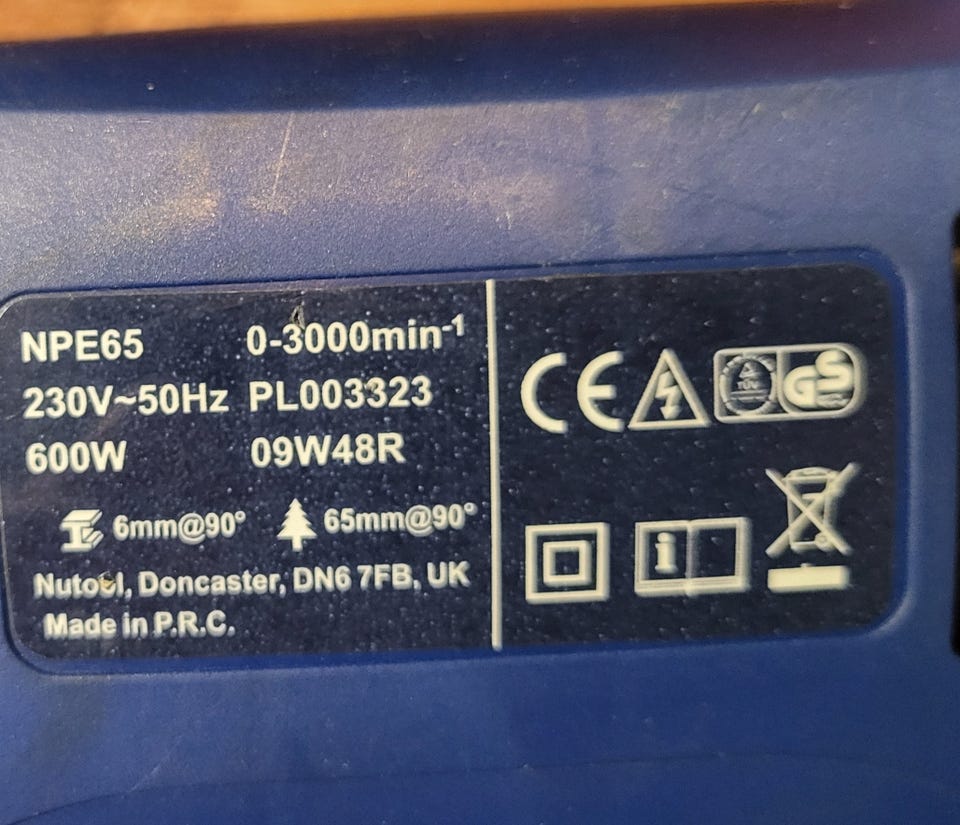 NPE65 0-3000min⁻¹
230V~50Hz PL003323
600W 09W48R
6mm@90° 65mm@90°
Nutool, Doncaster, DN6 7FB, UK
Made in P.R.C.
CE
TÜV GS
i